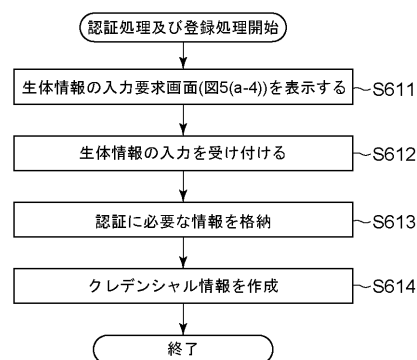 認証処理及び登録処理開始
生体情報の入力要求画面(図5(a-4))を表示する S611
生体情報の入力を受け付ける S612
認証に必要な情報を格納 S613
クレデンシャル情報を作成 S614
終了